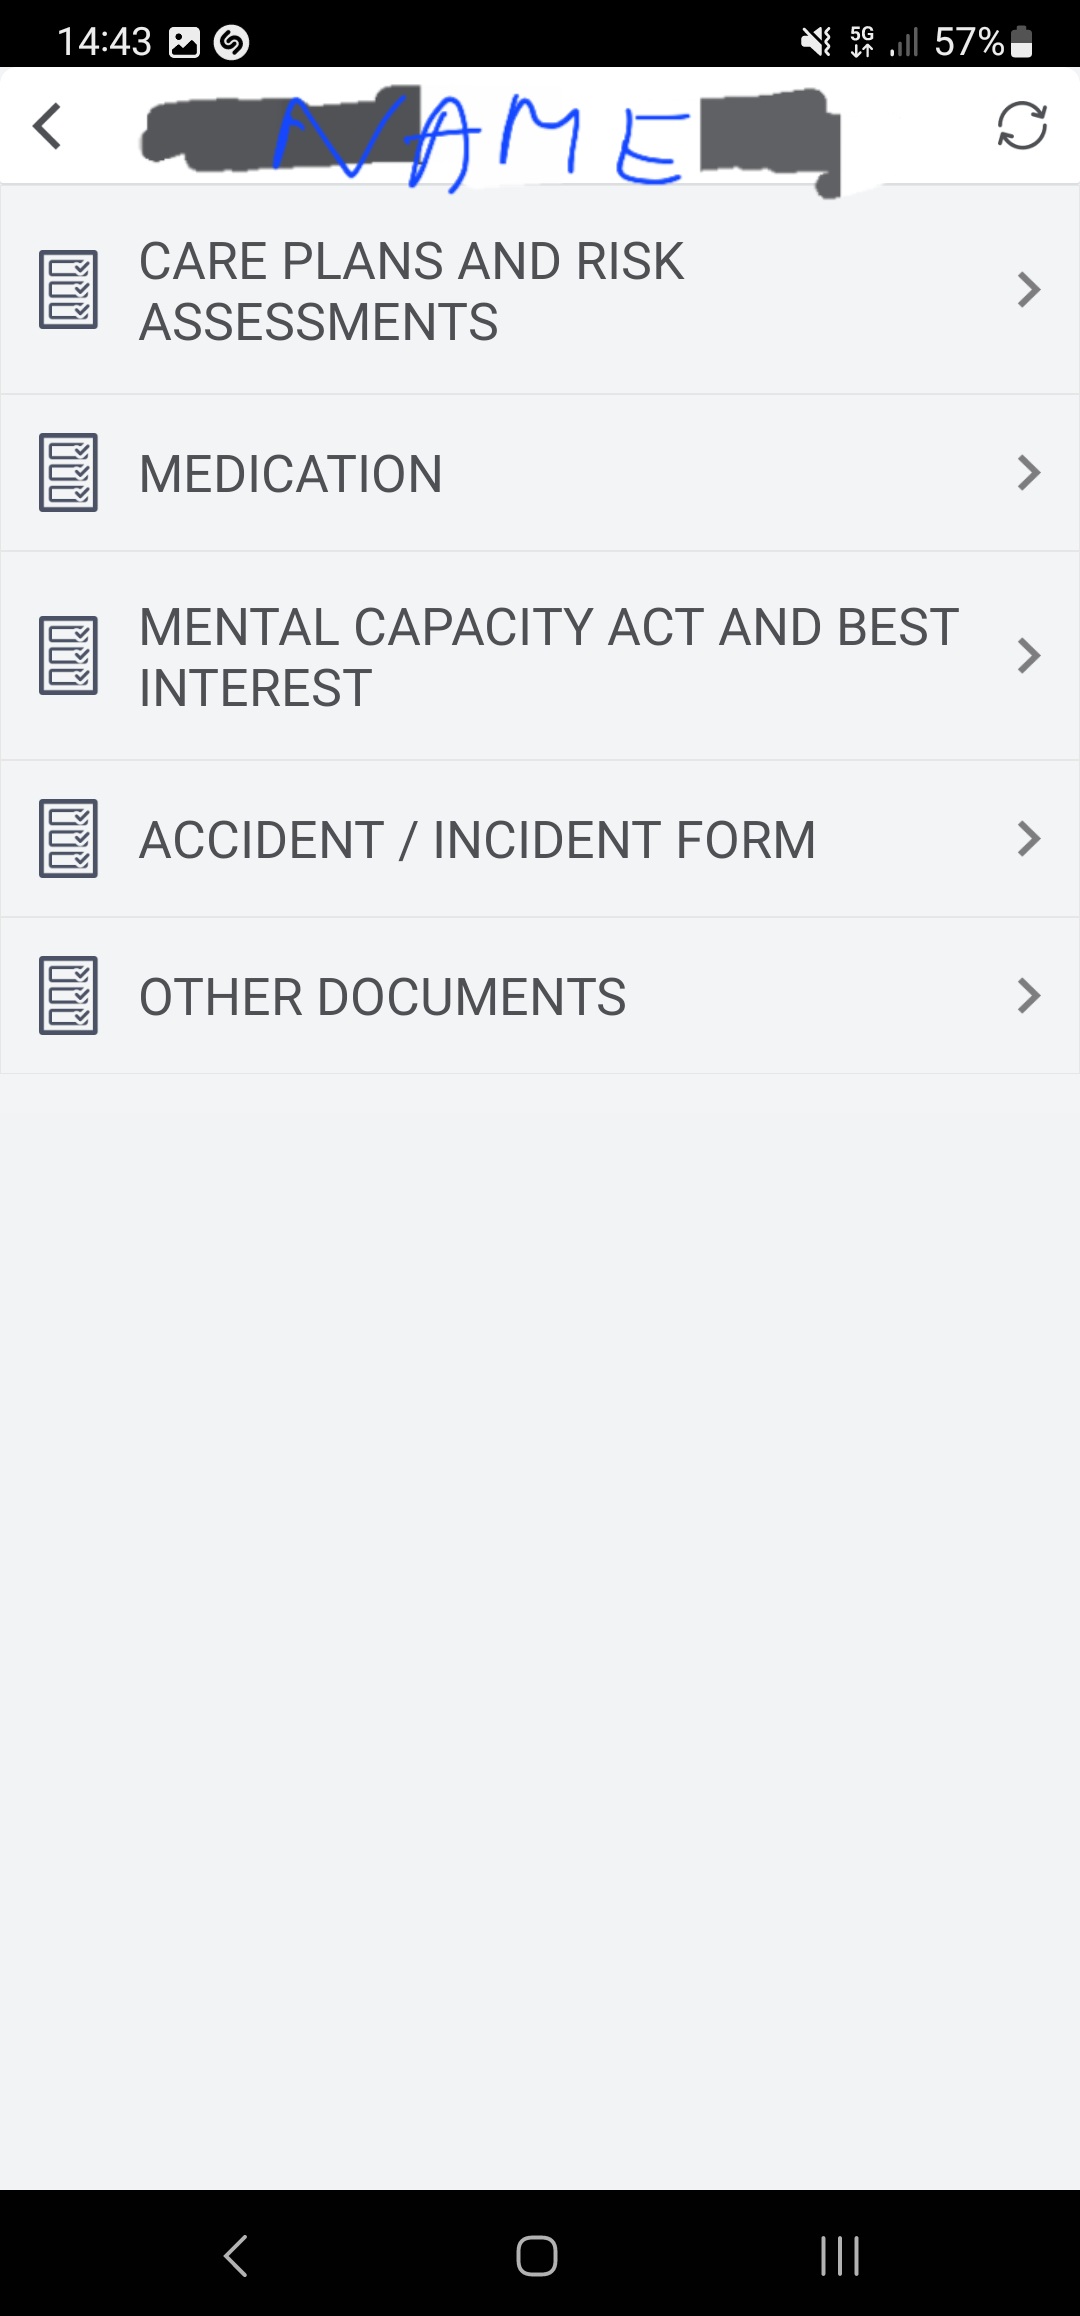 14:43
5G 57%
NAME
CARE PLANS AND RISK
ASSESSMENTS
MEDICATION
MENTAL CAPACITY ACT AND BEST
INTEREST
ACCIDENT / INCIDENT FORM
OTHER DOCUMENTS